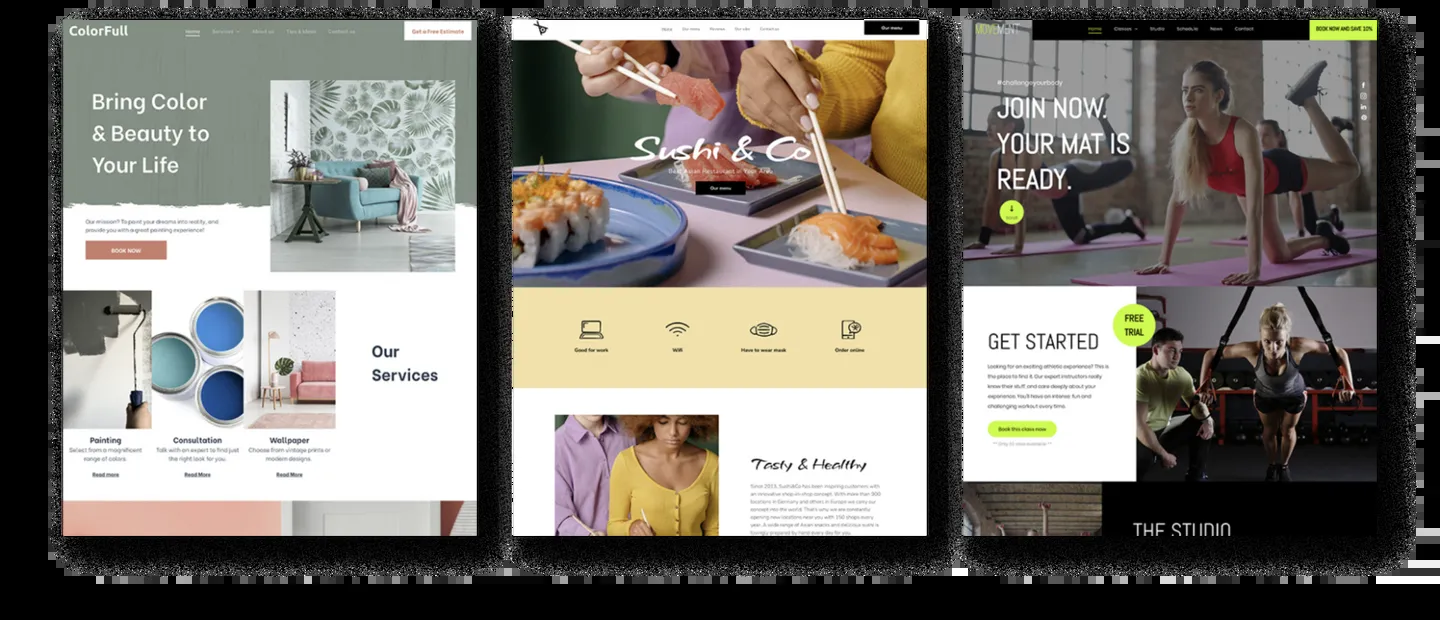 ColorFull
Home Services About us Tips & Ideas Contact us
Get a Free Estimate
Bring Color
& Beauty to
Your Life
Our mission? To paint your dreams into reality, and
provide you with a great painting experience!
BOOK NOW
Our
Services
Painting
Select from a magnificent
range of colors.
Read more
Consultation
Talk with an expert to find just
the right look for you.
Read More
Wallpaper
Choose from vintage prints or
modern designs.
Read More
Home Our menu Reviews Our vibe Contact us
Our menu
Sushi & Co
Best Asian Restaurant in Your Area
Our menu
Good for work
Wifi
Have to wear mask
Order online
Tasty & Healthy
Since 2015, Sushi&Co has been inspiring customers with
an innovative shop-in-shop concept. With more than 300
locations in Germany and others in Europe we carry our
concept into the world. That's why we are constantly
opening new locations near you with 150 shops every
year. A wide range of Asian snacks and delicious sushi is
lovingly prepared by hand every day for you.
MOVEMENT
Home Classes Studio Schedule News Contact
BOOK NOW AND SAVE 10%
#challengeyourbody
JOIN NOW.
YOUR MAT IS
READY.
GET STARTED
FREE
TRIAL
Looking for an exciting athletic experience? This is
the place to find it. Our expert instructors really
know their stuff, and care deeply about your
experience. You'll have an intense, fun and
challenging workout every time.
Book this class now
THE STUDIO